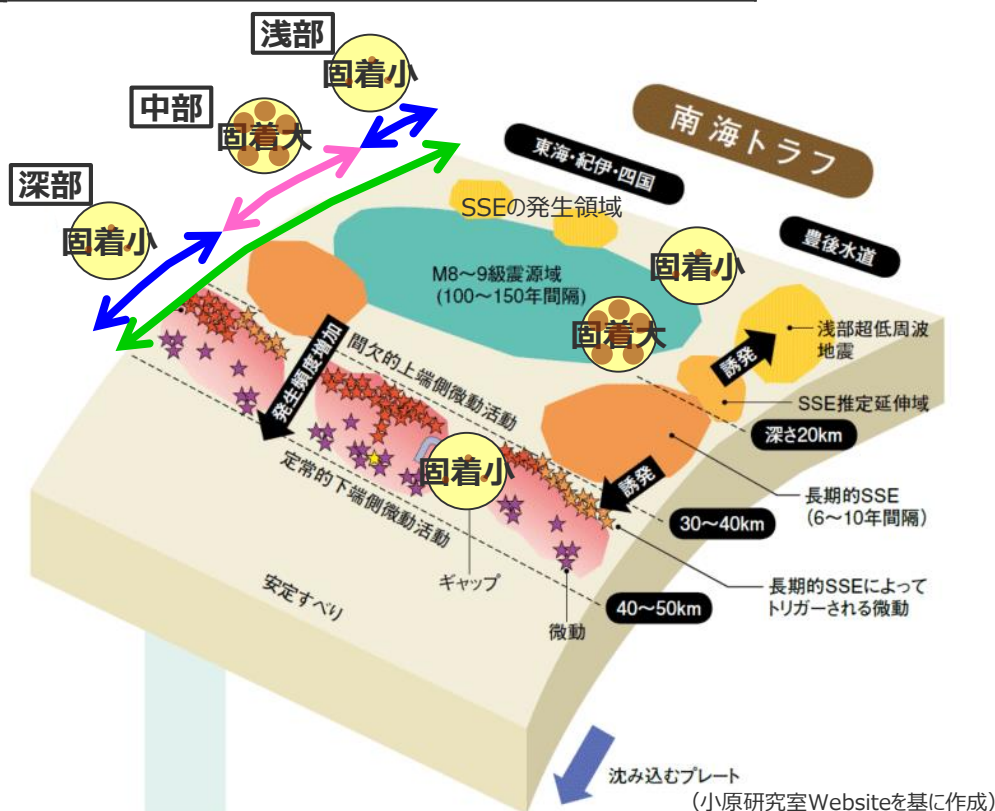 浅部
固着小
中部
固着大
深部
固着小
南海トラフ
東海・紀伊・四国
豊後水道
SSEの発生領域
固着小
M8～9級震源域
(100～150年間隔)
固着大
浅部超低周波
地震
誘発
SSE推定延伸域
深さ20km
発生頻度増加
間欠的上端側微動活動
固着小
定常的下端側微動活動
誘発
長期的SSE
(6～10年間隔)
30～40km
ギャップ
長期的SSEによって
トリガーされる微動
安定すべり
40～50km
微動
沈み込むプレート
(小原研究室Websiteを基に作成)